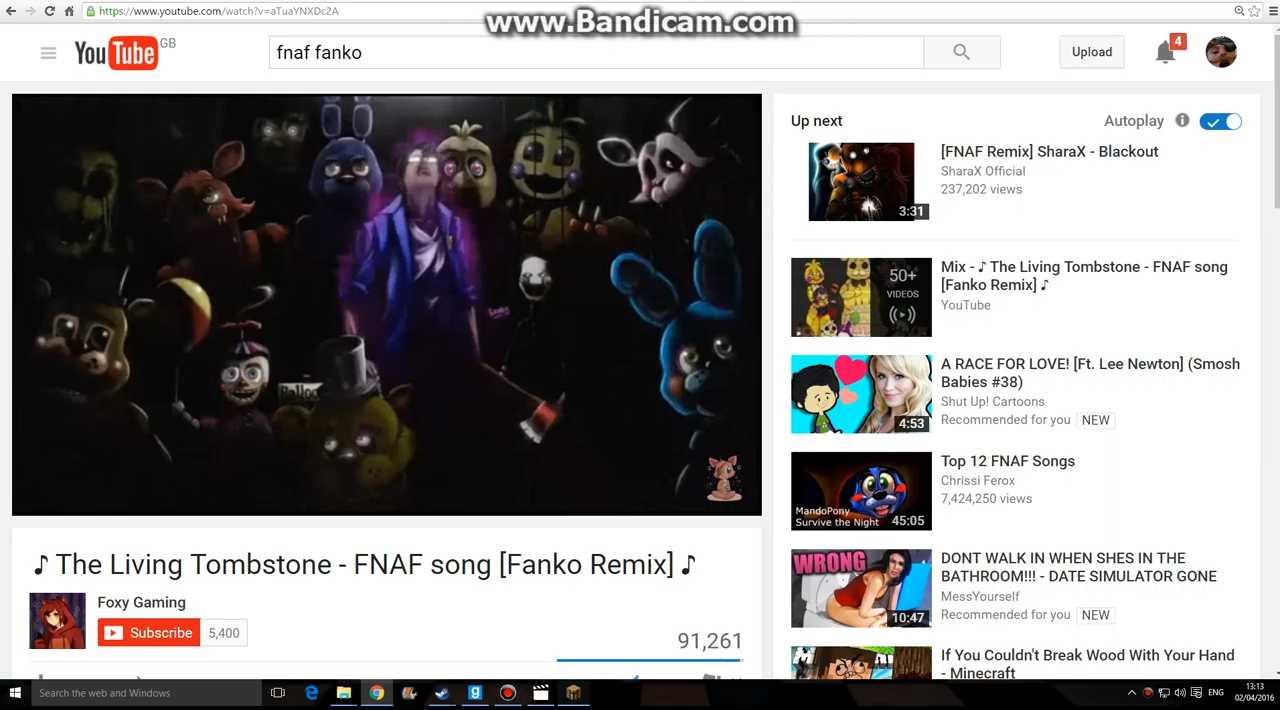 https://www.youtube.com/watch?v=aTuaYNXDc2A
www.Bandicam.com
YouTube GB
fnaf fanko
Upload
4
Balloo
Up next
Autoplay
[FNAF Remix] SharaX - Blackout
SharaX Official
237,202 views
3:31
50+
VIDEOS
Mix - ♪ The Living Tombstone - FNAF song
[Fanko Remix] ♪
YouTube
A RACE FOR LOVE! [Ft. Lee Newton] (Smosh
Babies #38)
Shut Up! Cartoons
Recommended for you NEW
4:53
Top 12 FNAF Songs
Chrissi Ferox
7,424,250 views
MandoPony
Survive the Night
45:05
WRONG
DONT WALK IN WHEN SHES IN THE
BATHROOM!!! - DATE SIMULATOR GONE
MessYourself
Recommended for you NEW
10:47
If You Couldn't Break Wood With Your Hand
- Minecraft
♪ The Living Tombstone - FNAF song [Fanko Remix] ♪
Foxy Gaming
Subscribe 5,400
91,261
Search the web and Windows
ENG
13:13
02/04/2016